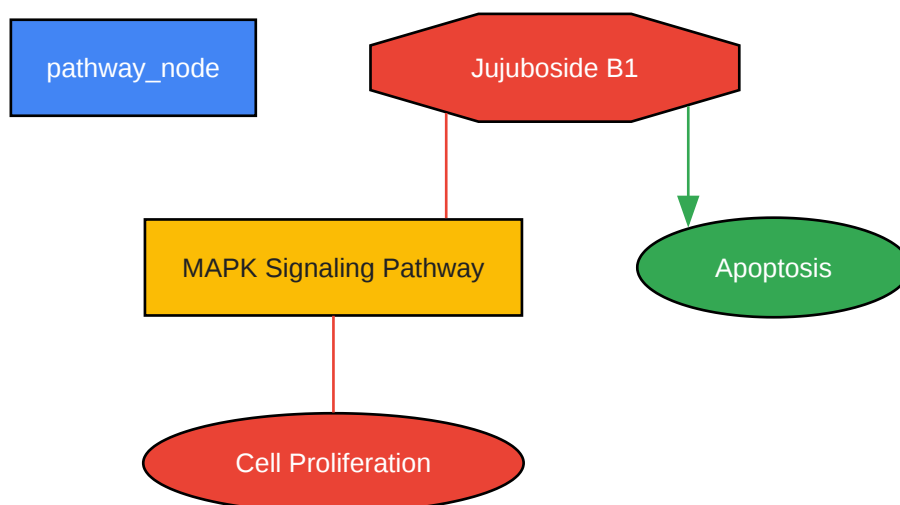 pathway_node
Jujuboside B1
MAPK Signaling Pathway
Apoptosis
Cell Proliferation